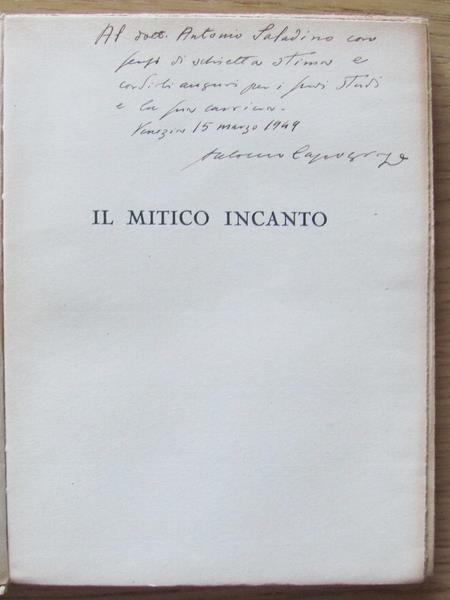 Al dott. Antonio Saladino con
sensi di schietta stima e
cordiali auguri per i suoi studi
e la sua carriera.
Venezia 15 marzo 1949
Antonio
IL MITICO INCANTO